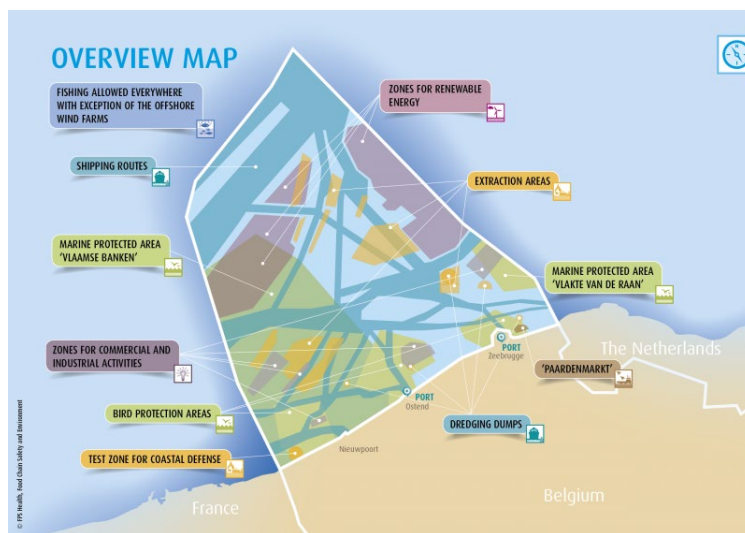 OVERVIEW MAP
FISHING ALLOWED EVERYWHERE
WITH EXCEPTION OF THE OFFSHORE
WIND FARMS
ZONES FOR RENEWABLE
ENERGY
SHIPPING ROUTES
EXTRACTION AREAS
MARINE PROTECTED AREA
'VLAAMSE BANKEN'
MARINE PROTECTED AREA
'VLAKTE VAN DE RAAN'
ZONES FOR COMMERCIAL AND
INDUSTRIAL ACTIVITIES
PORT
Zeebrugge
The Netherlands
'PAARDENMARKT'
BIRD PROTECTION AREAS
PORT
Ostend
DREDGING DUMPS
Nieuwpoort
TEST ZONE FOR COASTAL DEFENSE
France
Belgium
© FPS Health, Food Chain Safety and Environment